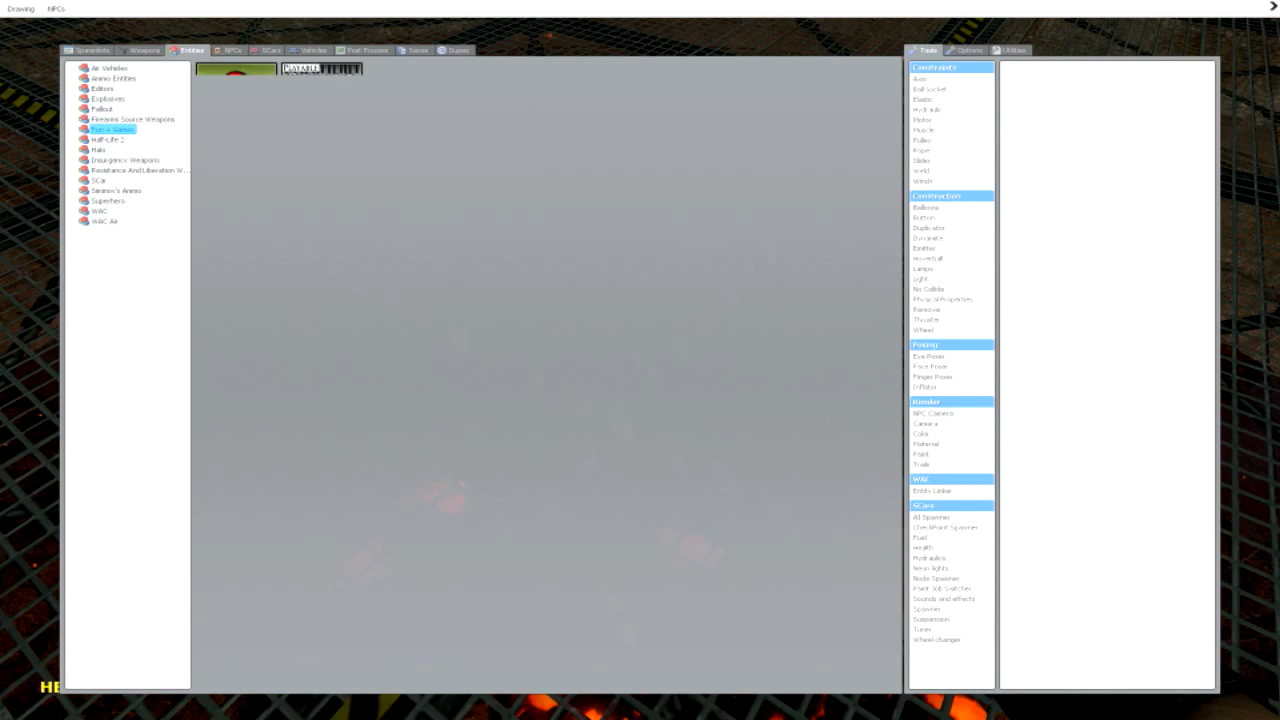 Drawing NPCs
Spawnlists Weapons Entities NPCs SCars Vehicles Post Process Saves Dupes
Air Vehicles
Ammo Entities
Editors
Explosives
Fallout
Firearms Source Weapons
Fun + Games
Half-Life 2
Halo
Insurgency Weapons
Resistance And Liberation W...
SCar
Simmov's Ammo
Superhero
WAC
WAC Air
PLAYABLE
HE
Tools Options Utilities
Constraints
Axis
Ball Socket
Elastic
Hydraulic
Motor
Muscle
Pulley
Rope
Slider
Weld
Winch
Construction
Balloons
Button
Duplicator
Dynamite
Emitter
Hoverball
Lamps
Light
No Collide
Physical Properties
Remover
Thruster
Wheel
Posing
Eye Poser
Face Poser
Finger Poser
Inflator
Render
NPC Camera
Camera
Color
Material
Paint
Trails
WAC
Entity Linker
SCars
AI Spawner
CheckPoint Spawner
Fuel
Health
Hydraulics
Neon lights
Node Spawner
Paint Job Switcher
Sounds and effects
Spawner
Suspension
Tuner
Wheel changer